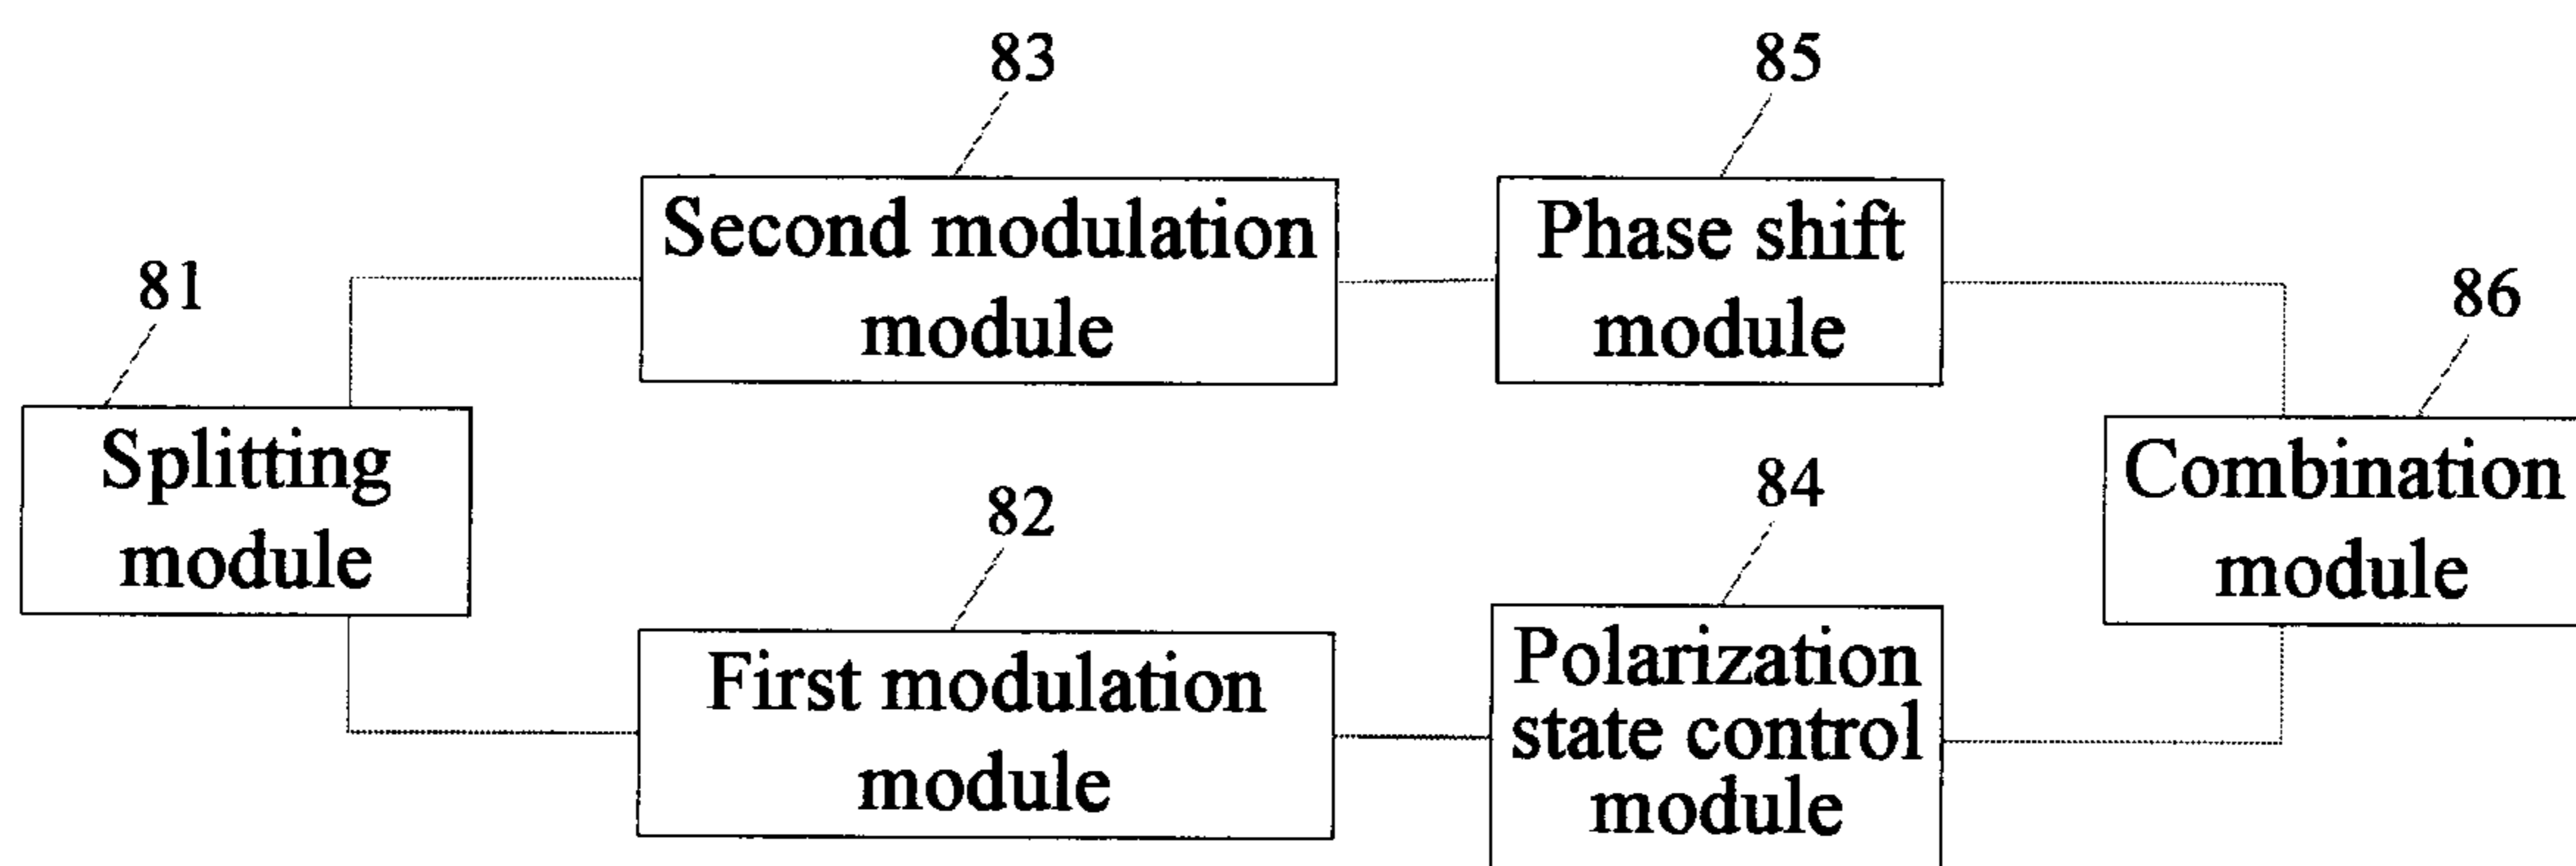 83
85
Second modulation
module
Phase shift
module
81
86
Splitting
module
Combination
module
82
84
First modulation
module
Polarization
state control
module